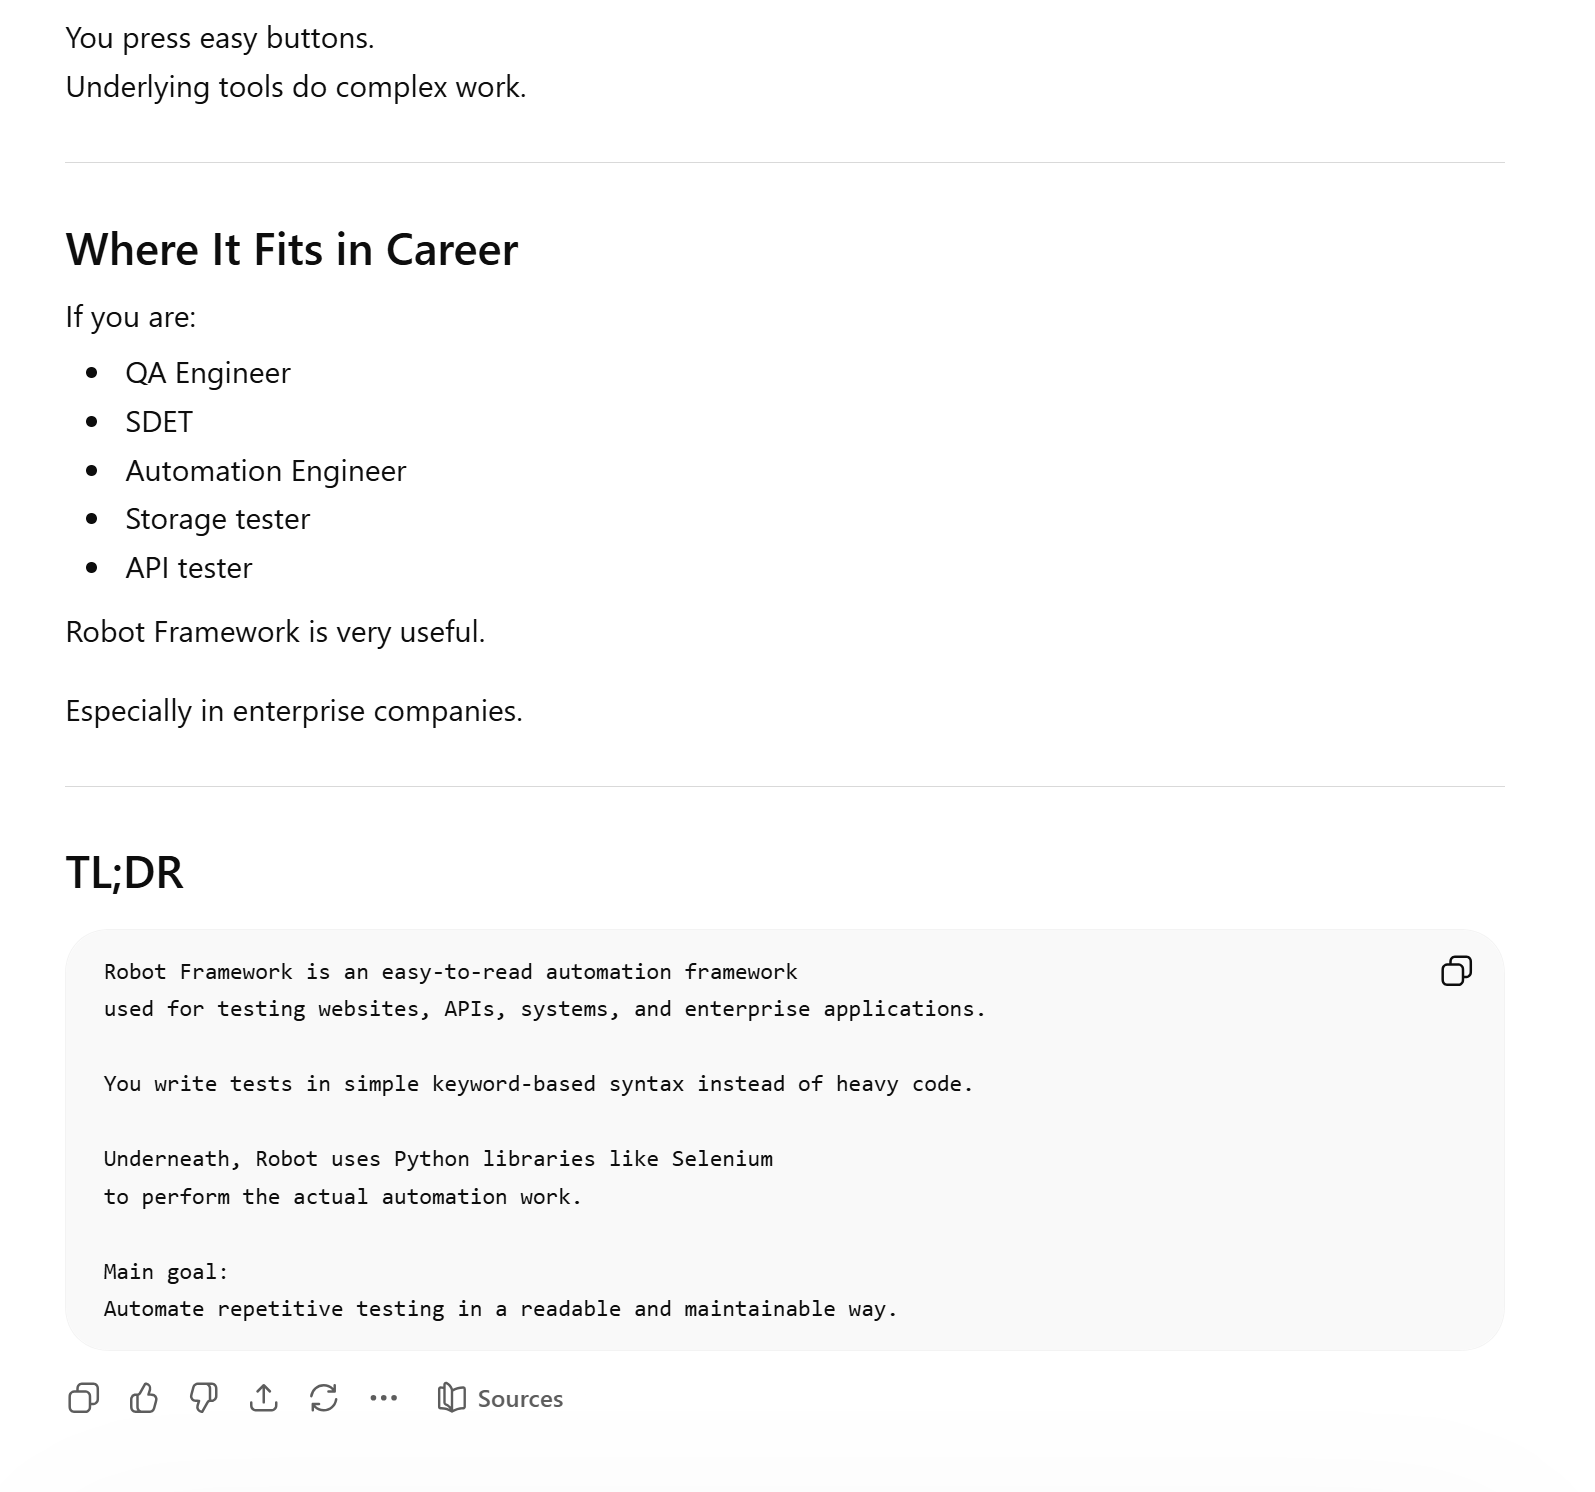 You press easy buttons.
Underlying tools do complex work.
Where It Fits in Career
If you are:
QA Engineer
SDET
Automation Engineer
Storage tester
API tester
Robot Framework is very useful.
Especially in enterprise companies.
TL;DR
Robot Framework is an easy-to-read automation framework
used for testing websites, APIs, systems, and enterprise applications.
You write tests in simple keyword-based syntax instead of heavy code.
Underneath, Robot uses Python libraries like Selenium
to perform the actual automation work.
Main goal:
Automate repetitive testing in a readable and maintainable way.
Sources